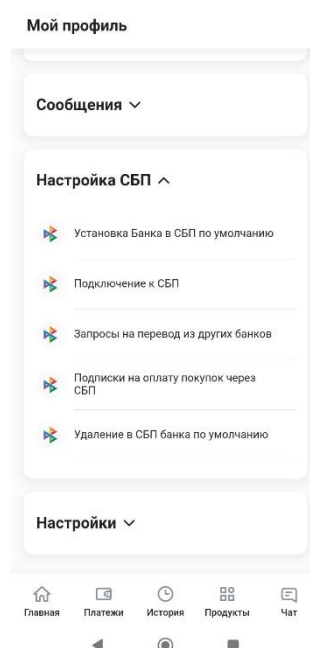 Мой профиль
Сообщения
Настройка СБП
Установка Банка в СБП по умолчанию
Подключение к СБП
Запросы на перевод из других банков
Подписки на оплату покупок через
СБП
Удаление в СБП банка по умолчанию
Настройки
Главная Платежи История Продукты Чат